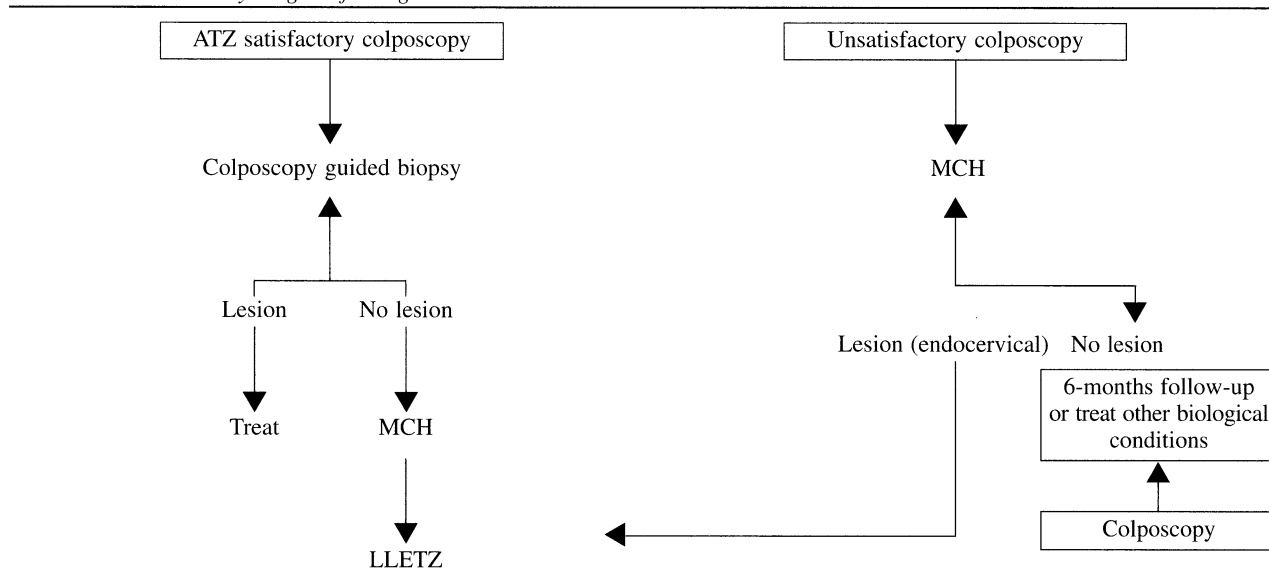 ATZ satisfactory colposcopy
Unsatisfactory colposcopy
Colposcopy guided biopsy
MCH
Lesion
No lesion
Lesion (endocervical)
No lesion
6-months follow-up
or treat other biological
conditions
Treat
MCH
Colposcopy
LLETZ